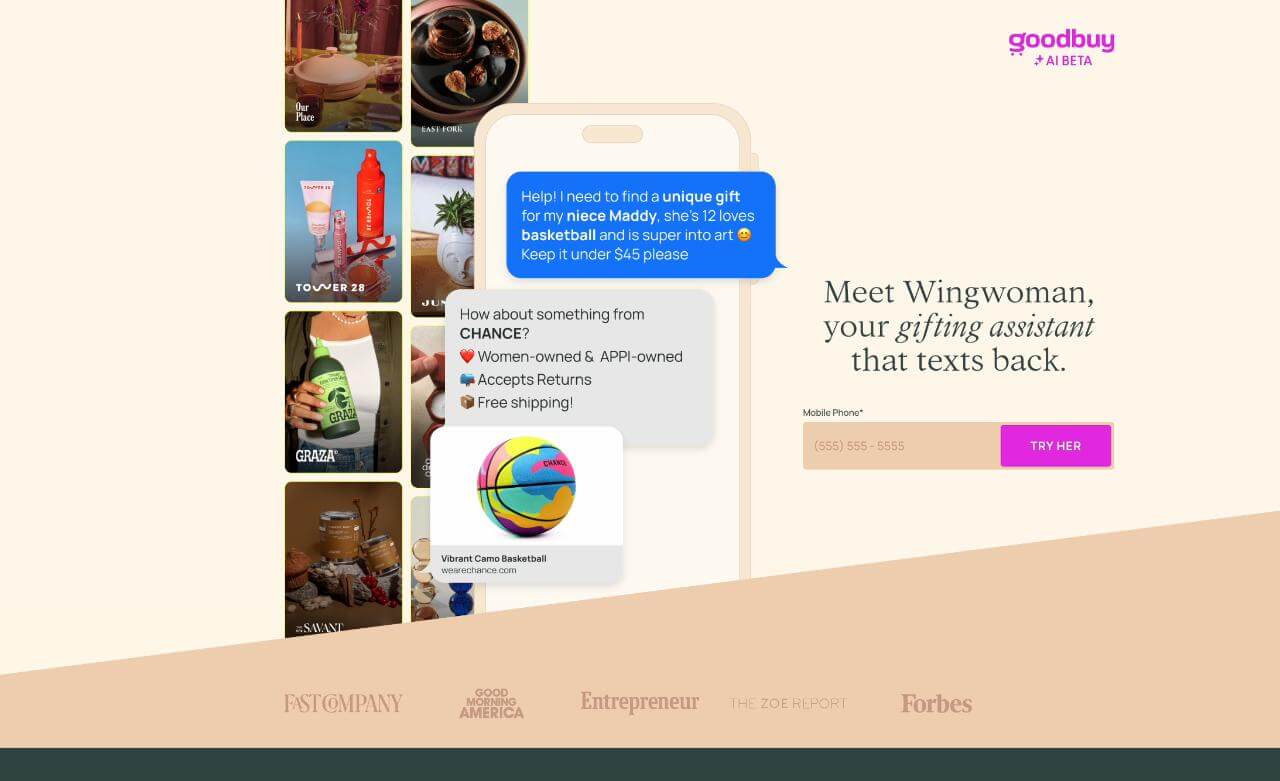 goodbuy
AI BETA
Our
Place
EAST FORK
TOWER 28
TOWER 28
JUN
GRAZA
GRAZA
SAVANT
Help! I need to find a unique gift
for my niece Maddy, she's 12 loves
basketball and is super into art 😊
Keep it under $45 please
How about something from
CHANCE?
❤️ Women-owned & APPI-owned
📪 Accepts Returns
📦 Free shipping!
CHANCE
Vibrant Camo Basketball
wearechance.com
Meet Wingwoman,
your gifting assistant
that texts back.
Mobile Phone*
(555) 555 - 5555
TRY HER
FAST COMPANY
GOOD
MORNING
AMERICA
Entrepreneur
THE ZOE REPORT
Forbes